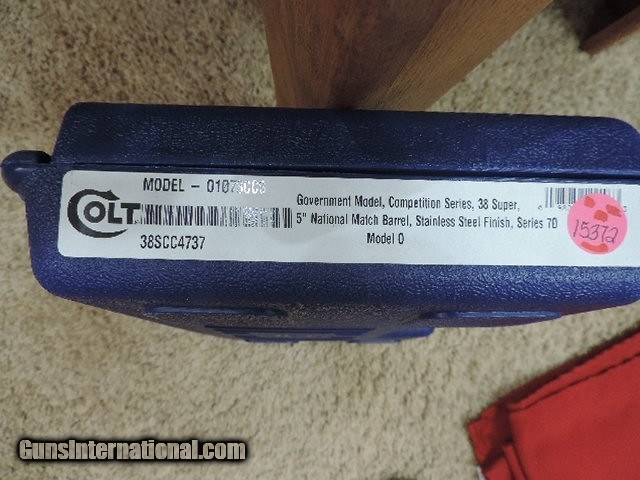 COLT
MODEL - 01073CCS
38SCC4737
Government Model, Competition Series, 38 Super,
5" National Match Barrel, Stainless Steel Finish, Series 70
Model O
15372
GunsInternational.com